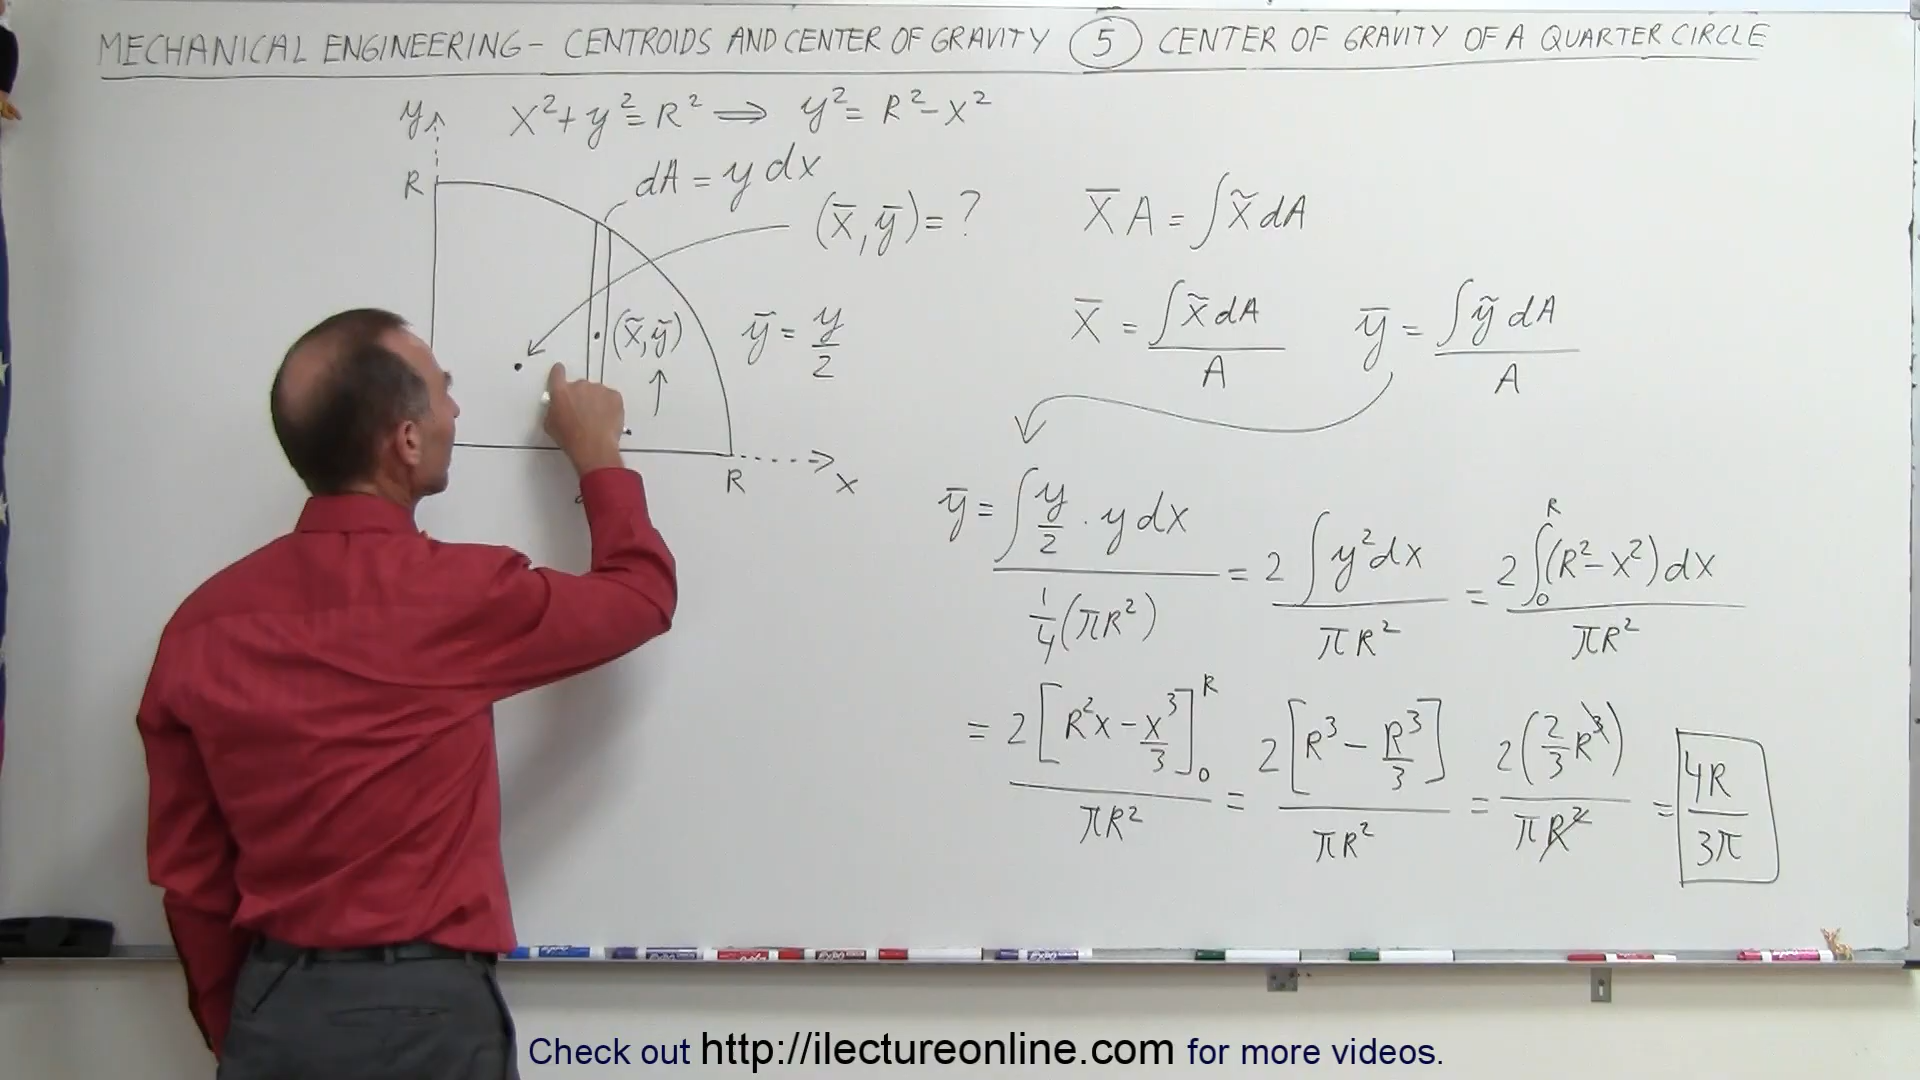 MECHANICAL ENGINEERING - CENTROIDS AND CENTER OF GRAVITY (5) CENTER OF GRAVITY OF A QUARTER CIRCLE
y x² + y² = R² ⟹ y² = R² - x²
R dA = y dx
(x̄, ȳ) = ?
x̄ A = ∫ x̃ dA
x̄ = ∫ x̃ dA / A ȳ = ∫ ỹ dA / A
(x̃, ỹ) ȳ = y/2
R x
ȳ = ∫ y/2 · y dx / ¼(πR²) = 2 ∫ y² dx / πR² = 2 ∫₀ᴿ (R² - x²) dx / πR²
= 2 [R²x - x³/3]₀ᴿ / πR² = 2 [R³ - R³/3] / πR² = 2 (2/3 R³) / πR² = 4R / 3π
Check out http://ilectureonline.com for more videos.